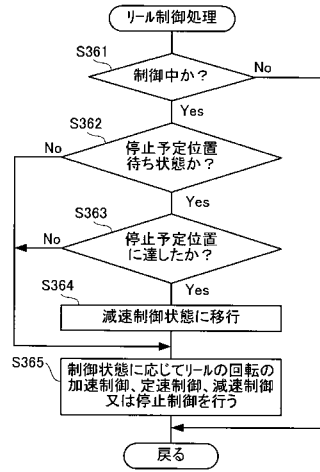 リール制御処理
S361
制御中か?
No
Yes
S362
停止予定位置
待ち状態か?
No
Yes
S363
停止予定位置
に達したか?
No
Yes
S364
減速制御状態に移行
S365
制御状態に応じてリールの回転の
加速制御、定速制御、減速制御
又は停止制御を行う
戻る